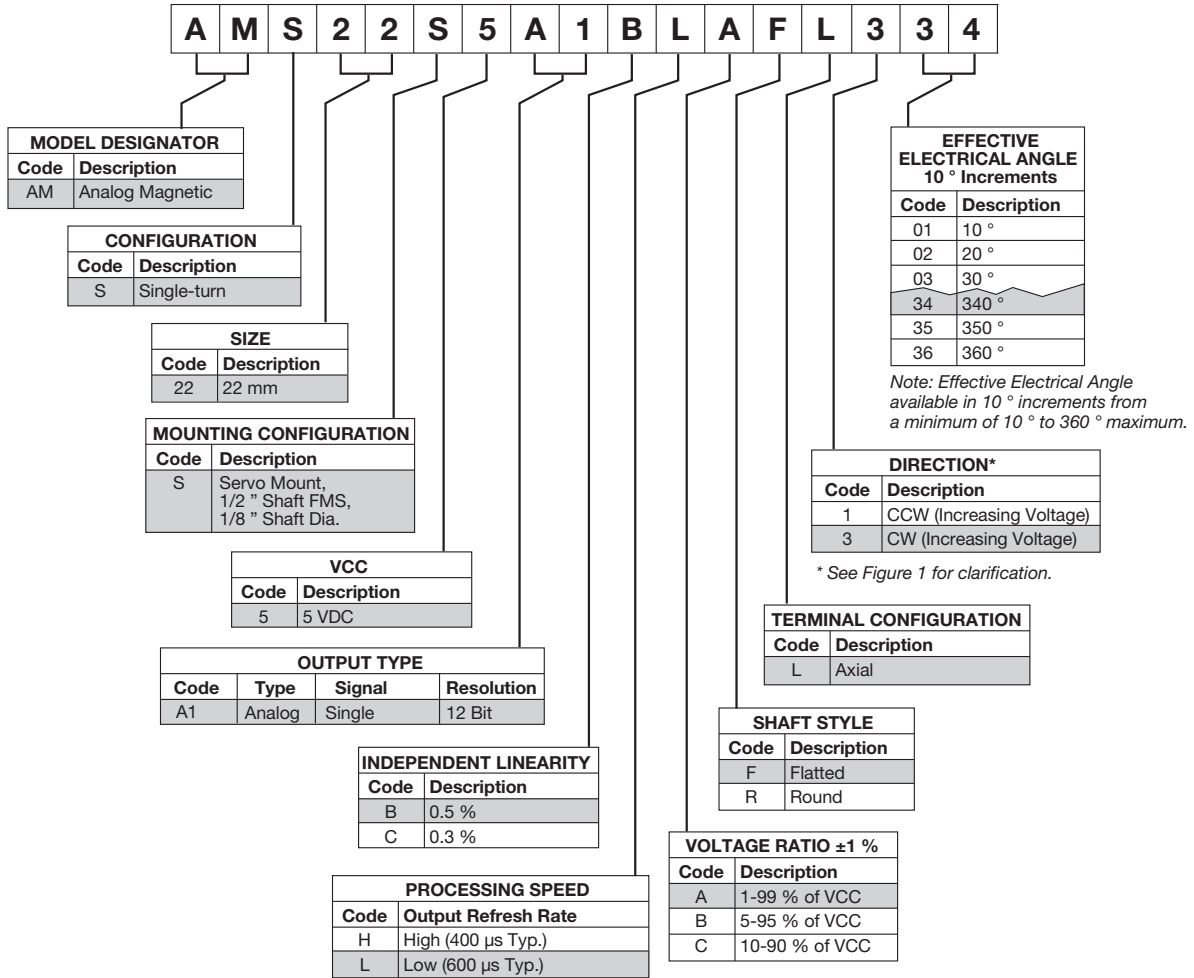 A M S 2 2 S 5 A 1 B L A F L 3 3 4
MODEL DESIGNATOR
Code Description
AM Analog Magnetic
CONFIGURATION
Code Description
S Single-turn
SIZE
Code Description
22 22 mm
MOUNTING CONFIGURATION
Code Description
S Servo Mount,
1/2 ” Shaft FMS,
1/8 ” Shaft Dia.
VCC
Code Description
5 5 VDC
OUTPUT TYPE
Code Type Signal Resolution
A1 Analog Single 12 Bit
INDEPENDENT LINEARITY
Code Description
B 0.5 %
C 0.3 %
PROCESSING SPEED
Code Output Refresh Rate
H High (400 µs Typ.)
L Low (600 µs Typ.)
VOLTAGE RATIO ±1 %
Code Description
A 1-99 % of VCC
B 5-95 % of VCC
C 10-90 % of VCC
SHAFT STYLE
Code Description
F Flatted
R Round
TERMINAL CONFIGURATION
Code Description
L Axial
DIRECTION*
Code Description
1 CCW (Increasing Voltage)
3 CW (Increasing Voltage)
* See Figure 1 for clarification.
EFFECTIVE
ELECTRICAL ANGLE
10 ° Increments
Code Description
01 10 °
02 20 °
03 30 °
34 340 °
35 350 °
36 360 °
Note: Effective Electrical Angle
available in 10 ° increments from
a minimum of 10 ° to 360 ° maximum.